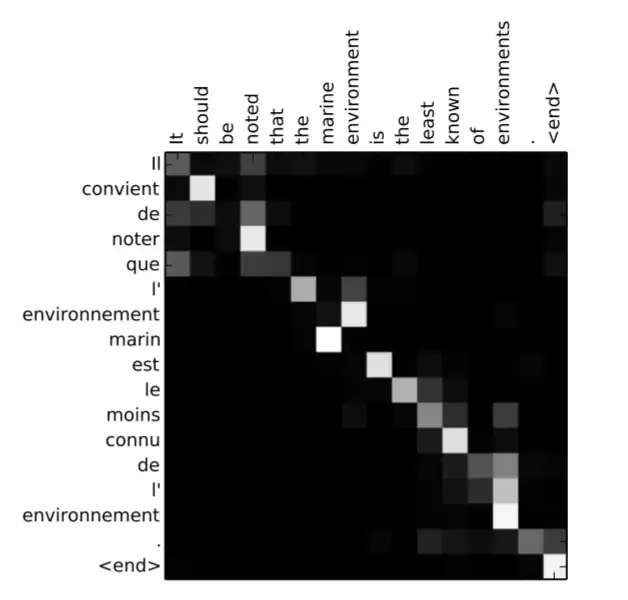 It should be noted that the marine environment is the least known of environments . <end>
Il
convient
de
noter
que
l'
environnement
marin
est
le
moins
connu
de
l'
environnement
.
<end>